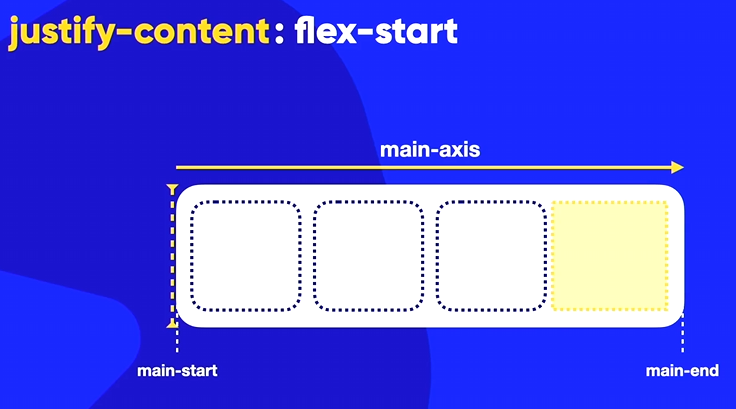 justify-content: flex-start
main-axis
main-start
main-end